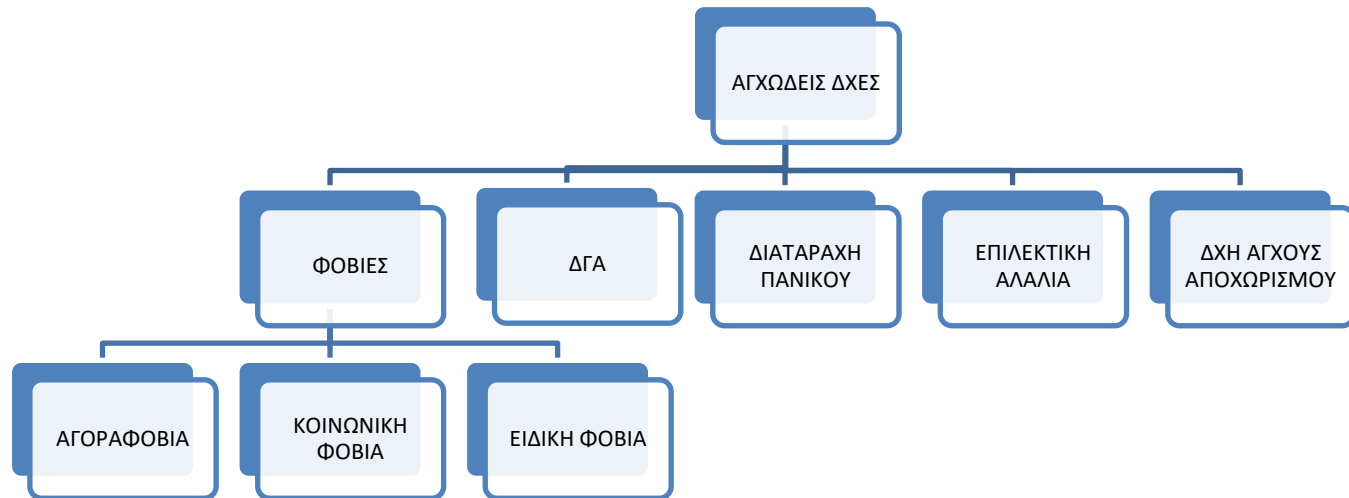 ΑΓΧΩΔΕΙΣ ΔΧΕΣ
ΦΟΒΙΕΣ
ΔΓΑ
ΔΙΑΤΑΡΑΧΗ
ΠΑΝΙΚΟΥ
ΕΠΙΛΕΚΤΙΚΗ
ΑΛΑΛΙΑ
ΔΧΗ ΑΓΧΟΥΣ
ΑΠΟΧΩΡΙΣΜΟΥ
ΑΓΟΡΑΦΟΒΙΑ
ΚΟΙΝΩΝΙΚΗ
ΦΟΒΙΑ
ΕΙΔΙΚΗ ΦΟΒΙΑ